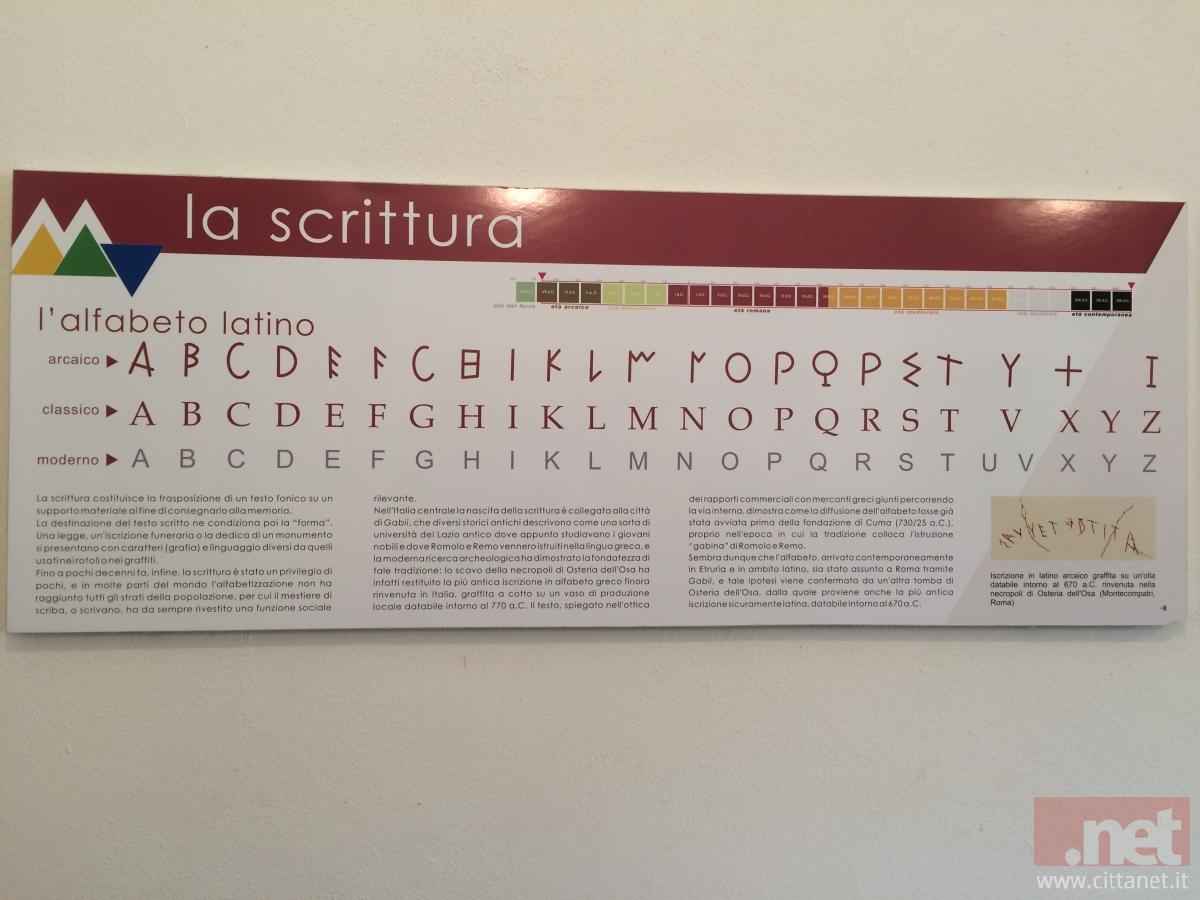 la scrittura
età del ferro età arcaica età romana età medievale età moderna età contemporanea
l'alfabeto latino
arcaico
classico A B C D E F G H I K L M N O P Q R S T V X Y Z
moderno A B C D E F G H I K L M N O P Q R S T U V X Y Z
La scrittura costituisce la trasposizione di un testo fonico su un
supporto materiale al fine di consegnarlo alla memoria.
La destinazione del testo scritto ne condiziona poi la "forma".
Una legge, un'iscrizione funeraria o la dedica di un monumento
si presentano con caratteri (grafia) e linguaggio diversi da quelli
usati nei rotoli o nei graffiti.
Fino a pochi decenni fa, infine, la scrittura è stato un privilegio di
pochi, e in molte parti del mondo l'alfabetizzazione non ha
raggiunto tutti gli strati della popolazione, per cui il mestiere di
scriba, o scrivano, ha da sempre rivestito una funzione sociale
rilevante.
Nell'Italia centrale la nascita della scrittura è collegata alla città
di Gabii, che diversi storici antichi descrivono come una sorta di
università del Lazio antico dove appunto studiavano i giovani
nobili e dove Romolo e Remo vennero istruiti nella lingua greca, e
la moderna ricerca archeologica ha dimostrato la fondatezza di
tale tradizione: lo scavo della necropoli di Osteria dell'Osa ha
infatti restituito la più antica iscrizione in alfabeto greco finora
rinvenuta in Italia, graffita a cotto su un vaso di produzione
locale databile intorno al 770 a.C. Il testo, spiegato nell'ottica
dei rapporti commerciali con mercanti greci giunti percorrendo
la via interna, dimostra come la diffusione dell'alfabeto fosse già
stata avviata prima della fondazione di Cuma (730/25 a.C.),
proprio nell'epoca in cui la tradizione colloca l'istruzione
"gabina" di Romolo e Remo.
Sembra dunque che l'alfabeto, arrivato contemporaneamente
in Etruria e in ambito latino, sia stato assunto a Roma tramite
Gabii, e tale ipotesi viene confermata da un'altra tomba di
Osteria dell'Osa, dalla quale proviene anche la più antica
iscrizione sicuramente latina, databile intorno al 670 a.C.
Iscrizione in latino arcaico graffita su un'olla
databile intorno al 670 a.C. rinvenuta nella
necropoli di Osteria dell'Osa (Montecompatri,
Roma)
.net
www.cittanet.it